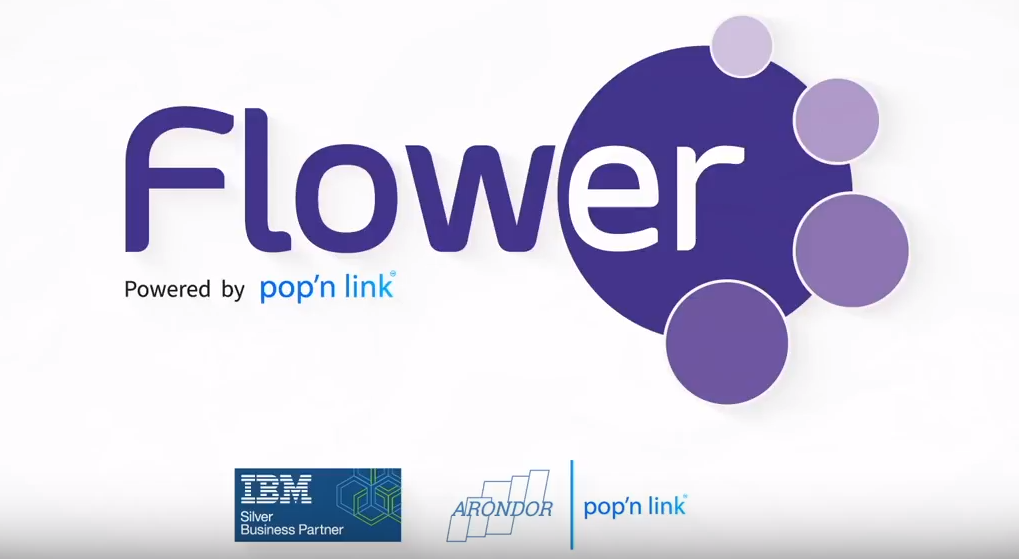 Flower
Powered by pop'n link
IBM
Silver
Business Partner
ARONDOR
pop'n link